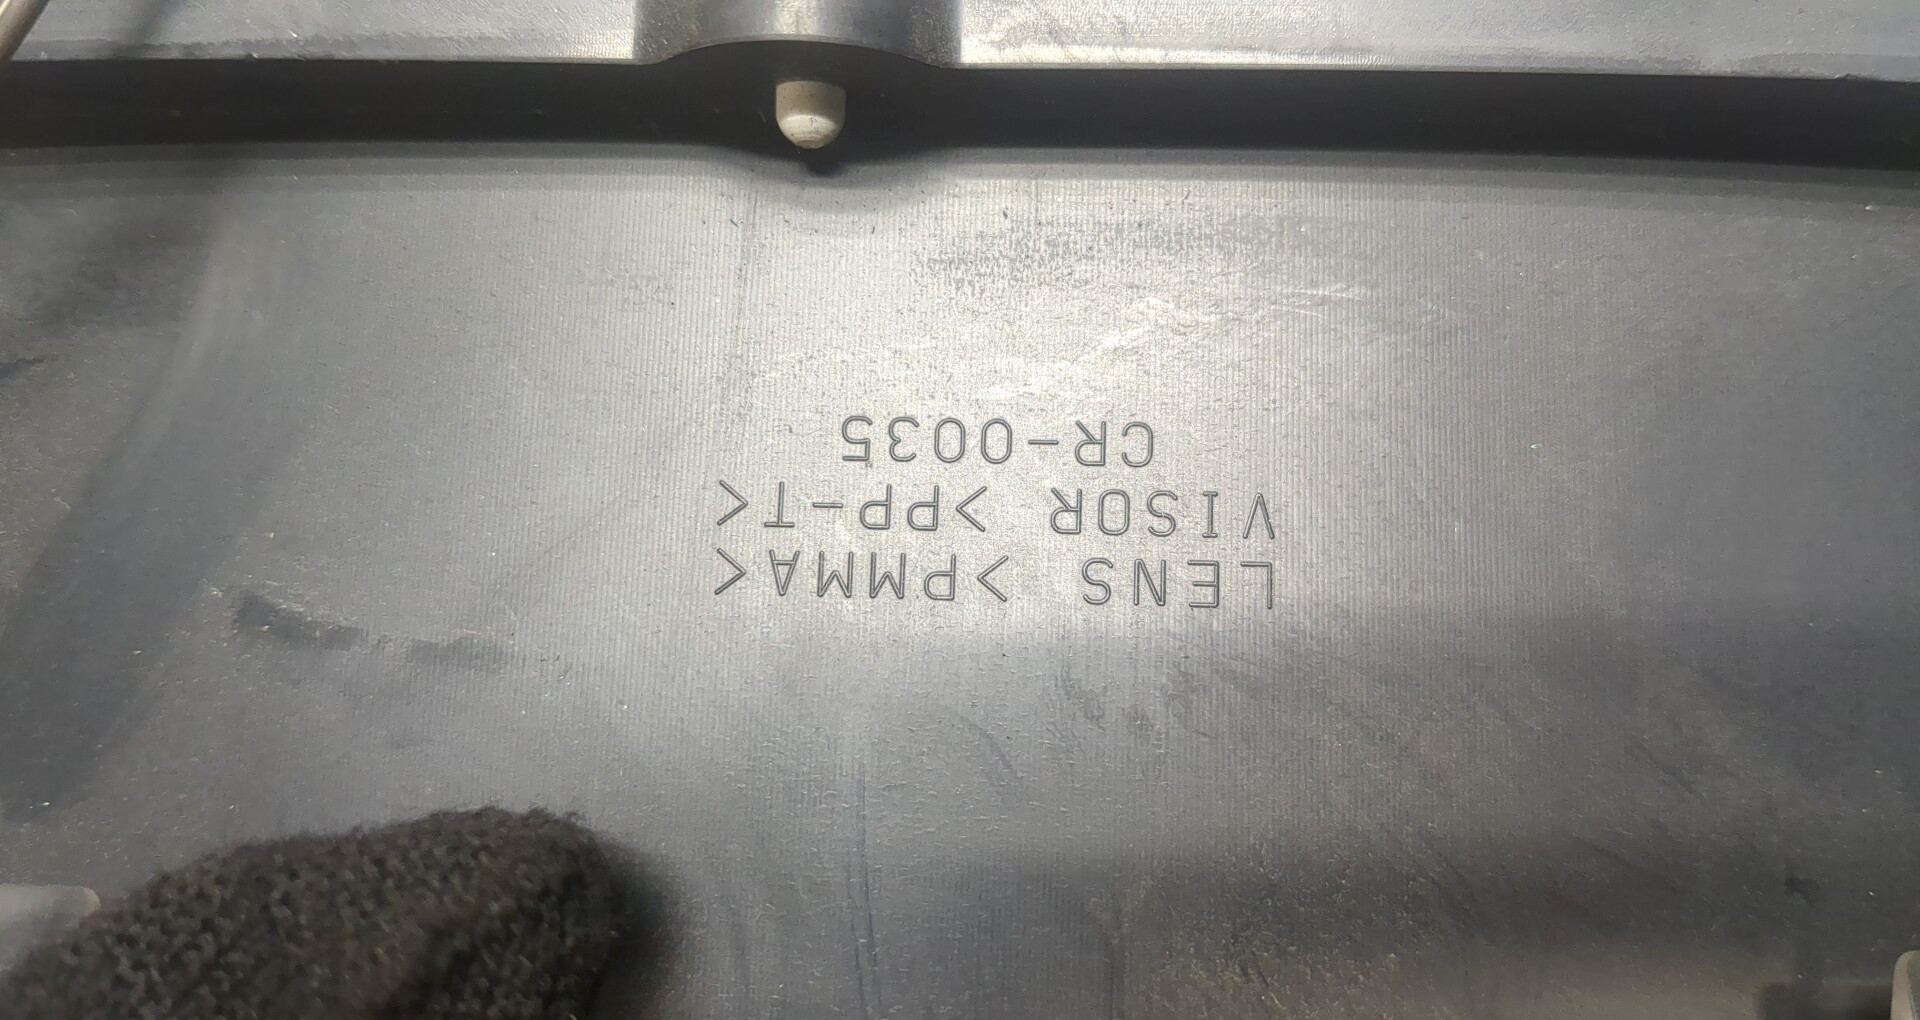 LENS >PMMA<
VISOR >PP-T<
CR-0035